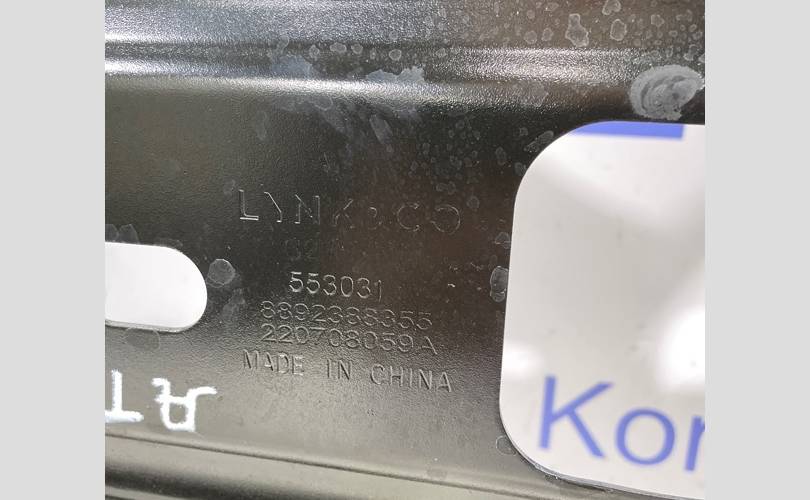 LYNK&CO
553031
8892388355
220708059A
MADE IN CHINA
Kor